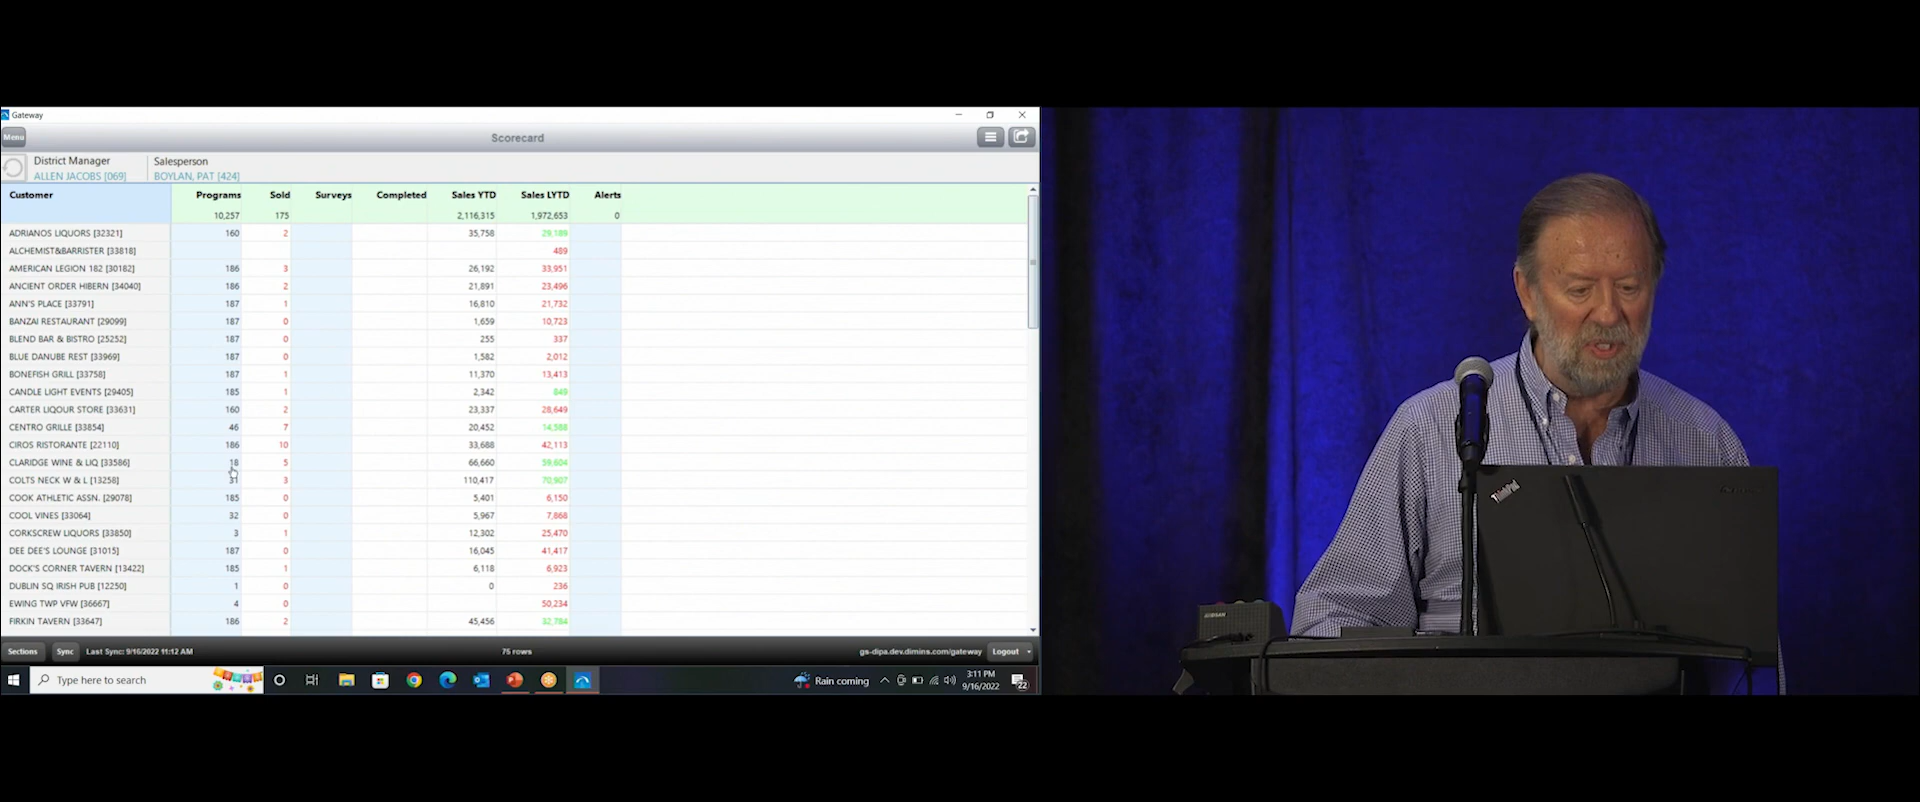 Gateway
Menu
Scorecard
District Manager
ALLEN JACOBS [069]
Salesperson
BOYLAN, PAT [424]
Customer Programs Sold Surveys Completed Sales YTD Sales LYTD Alerts
10,257 175 2,116,315 1,972,653 0
ADRIANOS LIQUORS [32321] 160 2 35,758 29,189
ALCHEMIST&BARRISTER [33818] 489
AMERICAN LEGION 182 [30182] 186 3 26,192 33,951
ANCIENT ORDER HIBERN [34040] 186 2 21,891 23,496
ANN'S PLACE [33791] 187 1 16,810 21,732
BANZAI RESTAURANT [29099] 187 0 1,659 10,723
BLEND BAR & BISTRO [25252] 187 0 255 337
BLUE DANUBE REST [33969] 187 0 1,582 2,012
BONEFISH GRILL [33758] 187 1 11,370 13,413
CANDLE LIGHT EVENTS [29405] 185 1 2,342 849
CARTER LIQOUR STORE [33631] 160 2 23,337 28,649
CENTRO GRILLE [33854] 46 7 20,452 14,588
CIROS RISTORANTE [22110] 186 10 33,688 42,113
CLARIDGE WINE & LIQ [33586] 18 5 66,660 59,604
COLTS NECK W & L [13258] 31 3 110,417 70,907
COOK ATHLETIC ASSN. [29078] 185 0 5,401 6,150
COOL VINES [33064] 32 0 5,967 7,868
CORKSCREW LIQUORS [33850] 3 1 12,302 25,470
DEE DEE'S LOUNGE [31015] 187 0 16,045 41,417
DOCK'S CORNER TAVERN [13422] 185 1 6,118 6,923
DUBLIN SQ IRISH PUB [12250] 1 0 0 236
EWING TWP VFW [36667] 4 0 50,234
FIRKIN TAVERN [33647] 186 2 45,456 32,784
Sections Sync Last Sync: 9/16/2022 11:12 AM 75 rows gs-dipa.dev.dimins.com/gateway Logout
Type here to search
Rain coming
3:11 PM
9/16/2022
22
ThinkPad